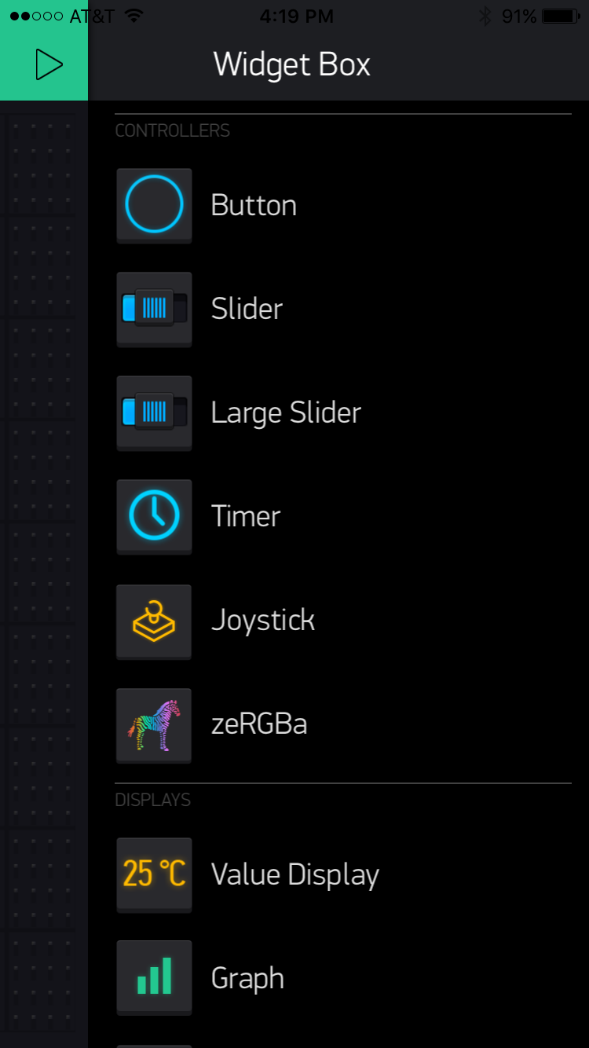 AT&T 4:19 PM 91%
Widget Box
CONTROLLERS
Button
Slider
Large Slider
Timer
Joystick
zeRGBa
DISPLAYS
25 °C Value Display
Graph